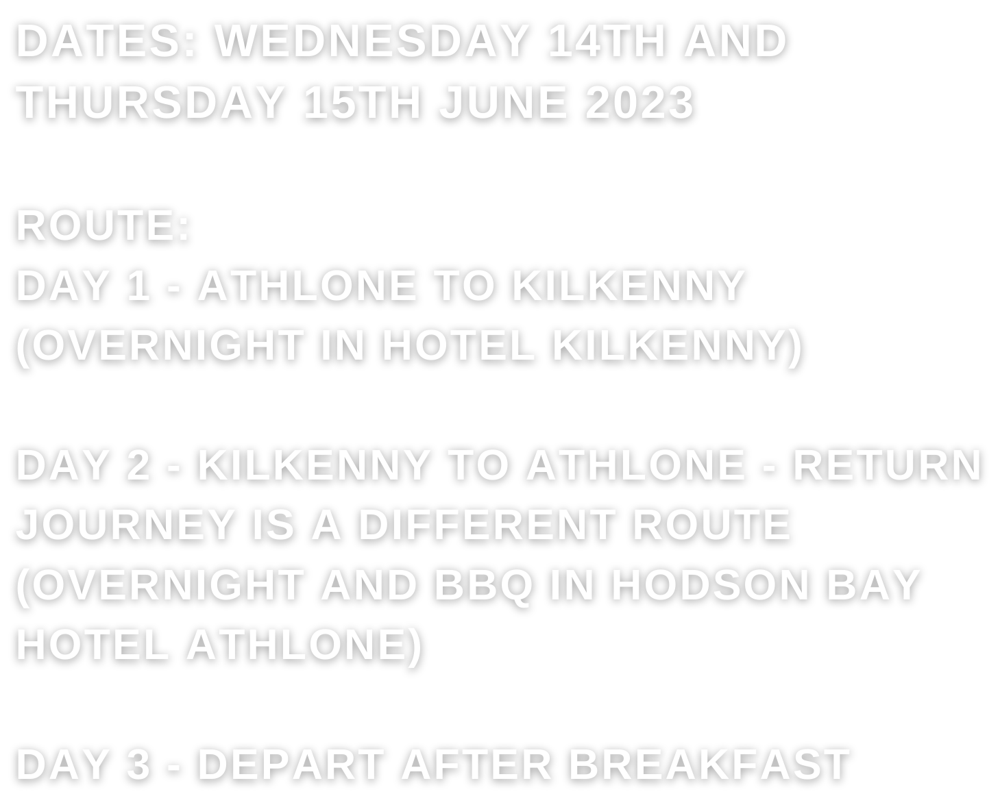 DATES: WEDNESDAY 14TH AND
THURSDAY 15TH JUNE 2023
ROUTE:
DAY 1 - ATHLONE TO KILKENNY
(OVERNIGHT IN HOTEL KILKENNY)
DAY 2 - KILKENNY TO ATHLONE - RETURN
JOURNEY IS A DIFFERENT ROUTE
(OVERNIGHT AND BBQ IN HODSON BAY
HOTEL ATHLONE)
DAY 3 - DEPART AFTER BREAKFAST